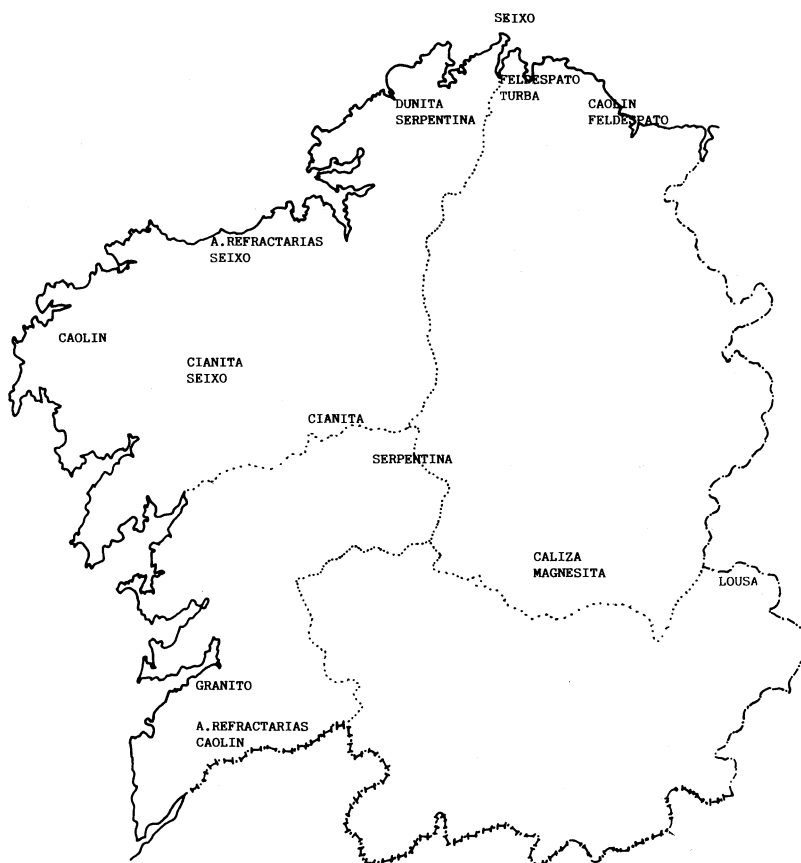 SEIXO
FELDESPATO
TURBA
DUNITA
SERPENTINA
CAOLIN
FELDESPATO
A.REFRACTARIAS
SEIXO
CAOLIN
CIANITA
SEIXO
CIANITA
SERPENTINA
CALIZA
MAGNESITA
LOUSA
GRANITO
A.REFRACTARIAS
CAOLIN